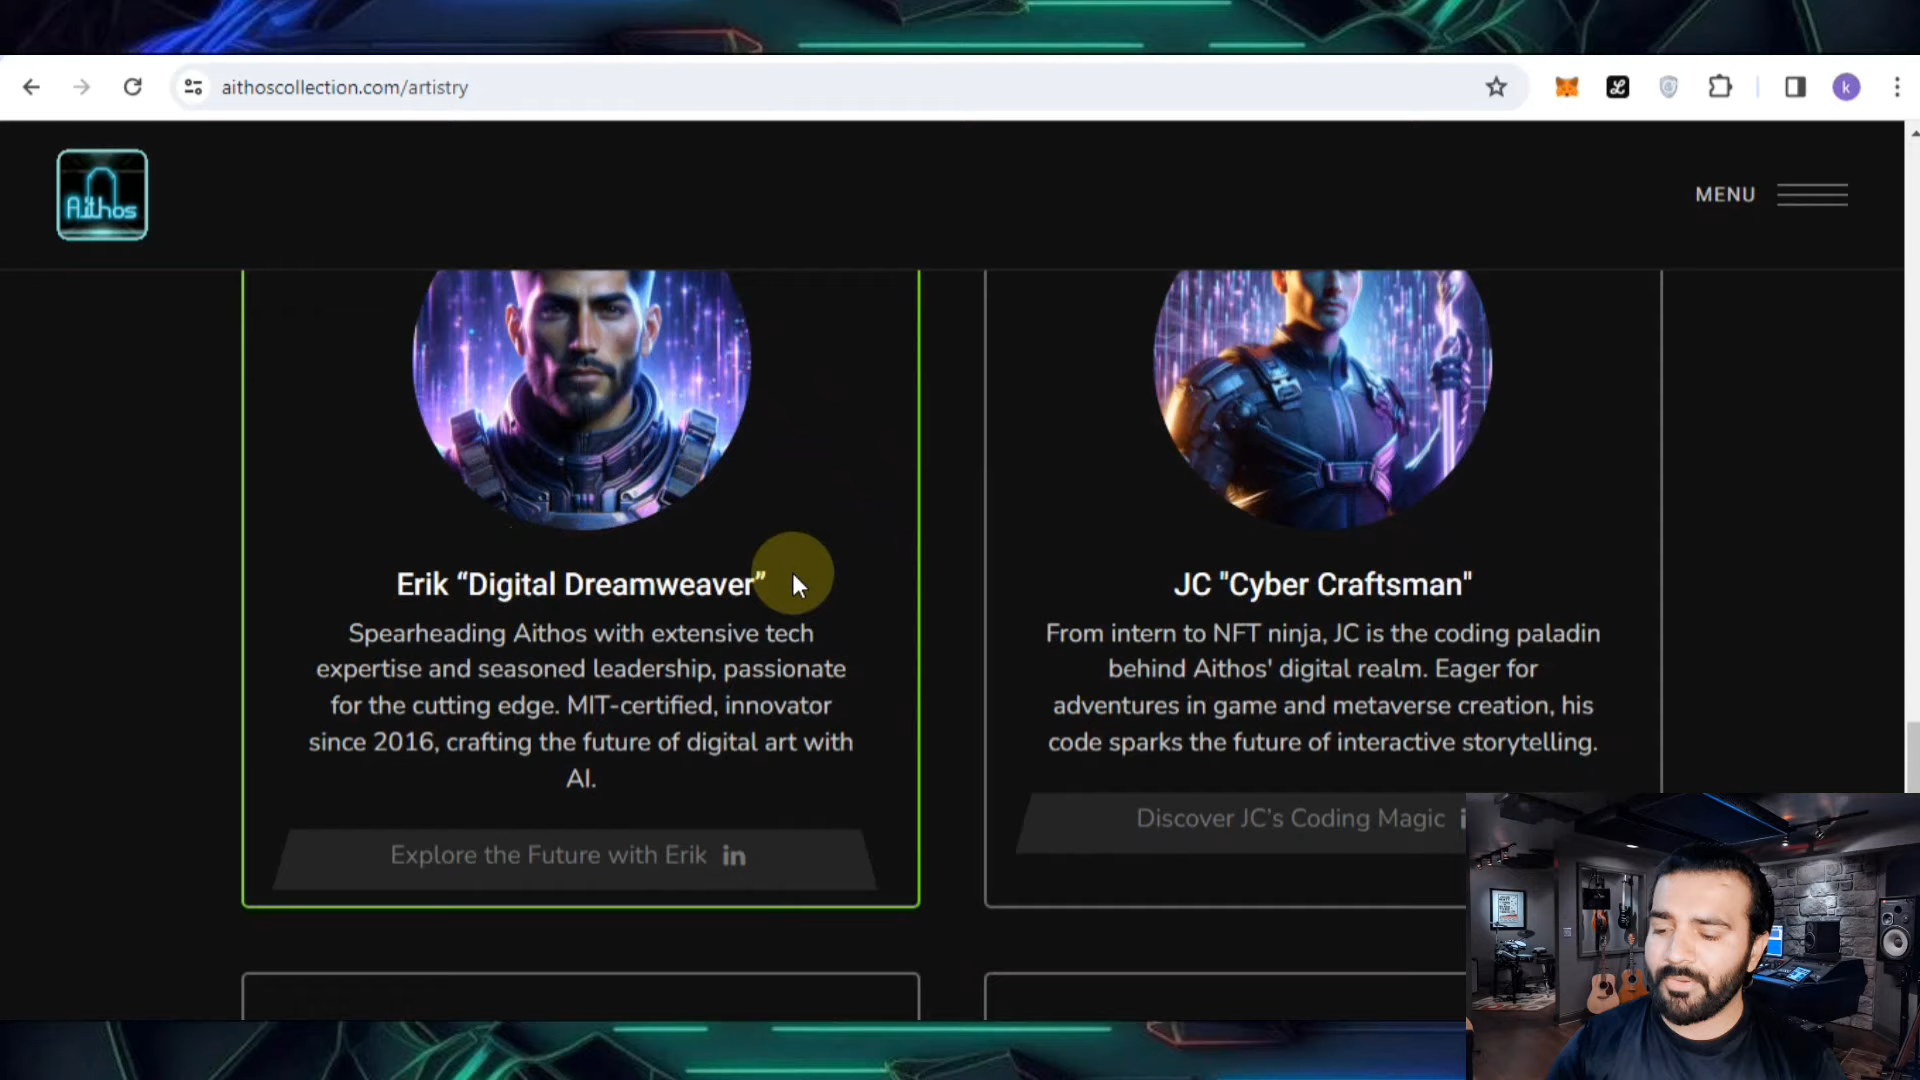 aithoscollection.com/artistry
k
Aithos
MENU
Erik “Digital Dreamweaver”
Spearheading Aithos with extensive tech
expertise and seasoned leadership, passionate
for the cutting edge. MIT-certified, innovator
since 2016, crafting the future of digital art with
AI.
Explore the Future with Erik in
JC "Cyber Craftsman"
From intern to NFT ninja, JC is the coding paladin
behind Aithos' digital realm. Eager for
adventures in game and metaverse creation, his
code sparks the future of interactive storytelling.
Discover JC’s Coding Magic